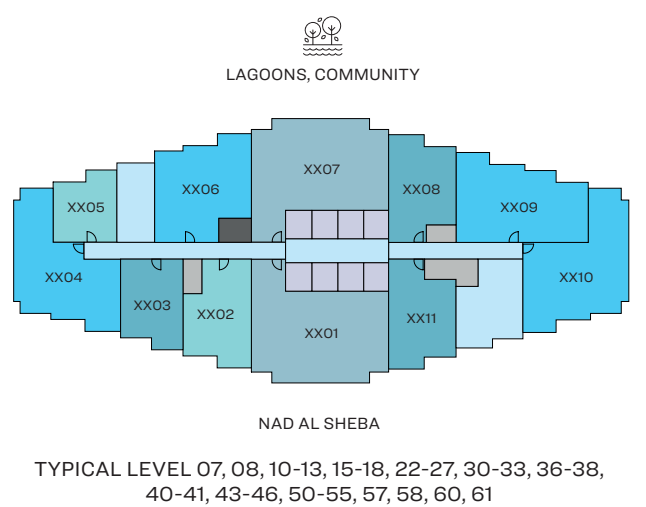 LAGOONS, COMMUNITY
XX07
XX06
XX08
XX05
XX09
XX04
XX10
XX03
XX02
XX01
XX11
NAD AL SHEBA
TYPICAL LEVEL 07, 08, 10-13, 15-18, 22-27, 30-33, 36-38,
40-41, 43-46, 50-55, 57, 58, 60, 61